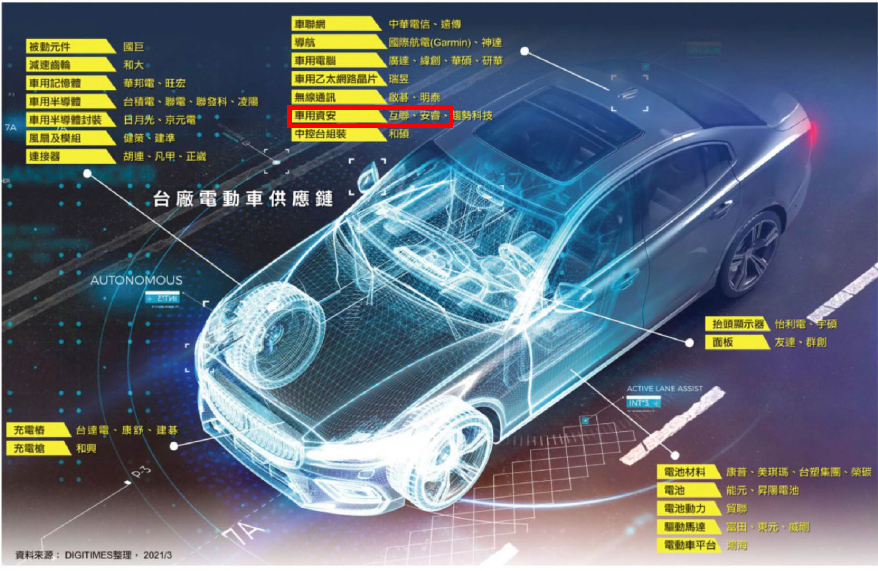 車聯網 中華電信、遠傳
導航 國際航電(Garmin)、神達
車用電腦 廣達、緯創、華碩、研華
車用乙太網路晶片 瑞昱
無線通訊 啟碁、明泰
車用資安 互聯、安睿、趨勢科技
中控台組裝 和碩
被動元件 國巨
減速齒輪 和大
車用記憶體 華邦電、旺宏
車用半導體 台積電、聯電、聯發科、凌陽
車用半導體封裝 日月光、京元電
風扇及模組 健策、建準
連接器 胡連、凡甲、正崴
7A
7A
台廠電動車供應鏈
AUTONOMOUS
抬頭顯示器 怡利電、宇碩
面板 友達、群創
ACTIVE LANE ASSIST
INT'S
充電樁 台達電、康舒、建碁
充電槍 和興
P-3
7A
電池材料 康普、美琪瑪、台塑集團、榮碳
電池 能元、昇陽電池
電池動力 貿聯
驅動馬達 富田、東元、威剛
電動車平台 鴻海
資料來源: DIGITIMES整理, 2021/3